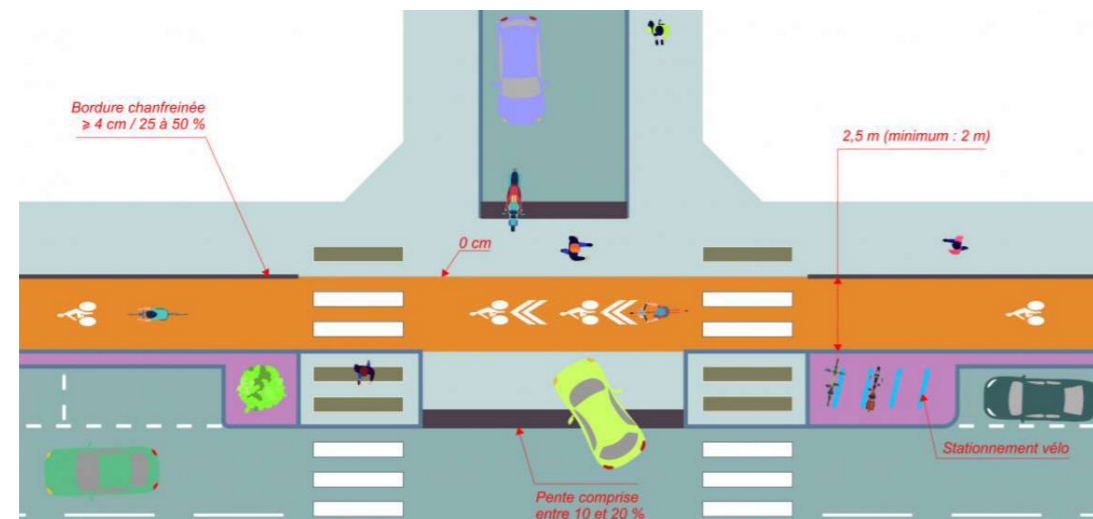 Bordure chanfreinée
⩾ 4 cm / 25 à 50 %
2,5 m (minimum : 2 m)
0 cm
Stationnement vélo
Pente comprise
entre 10 et 20 %